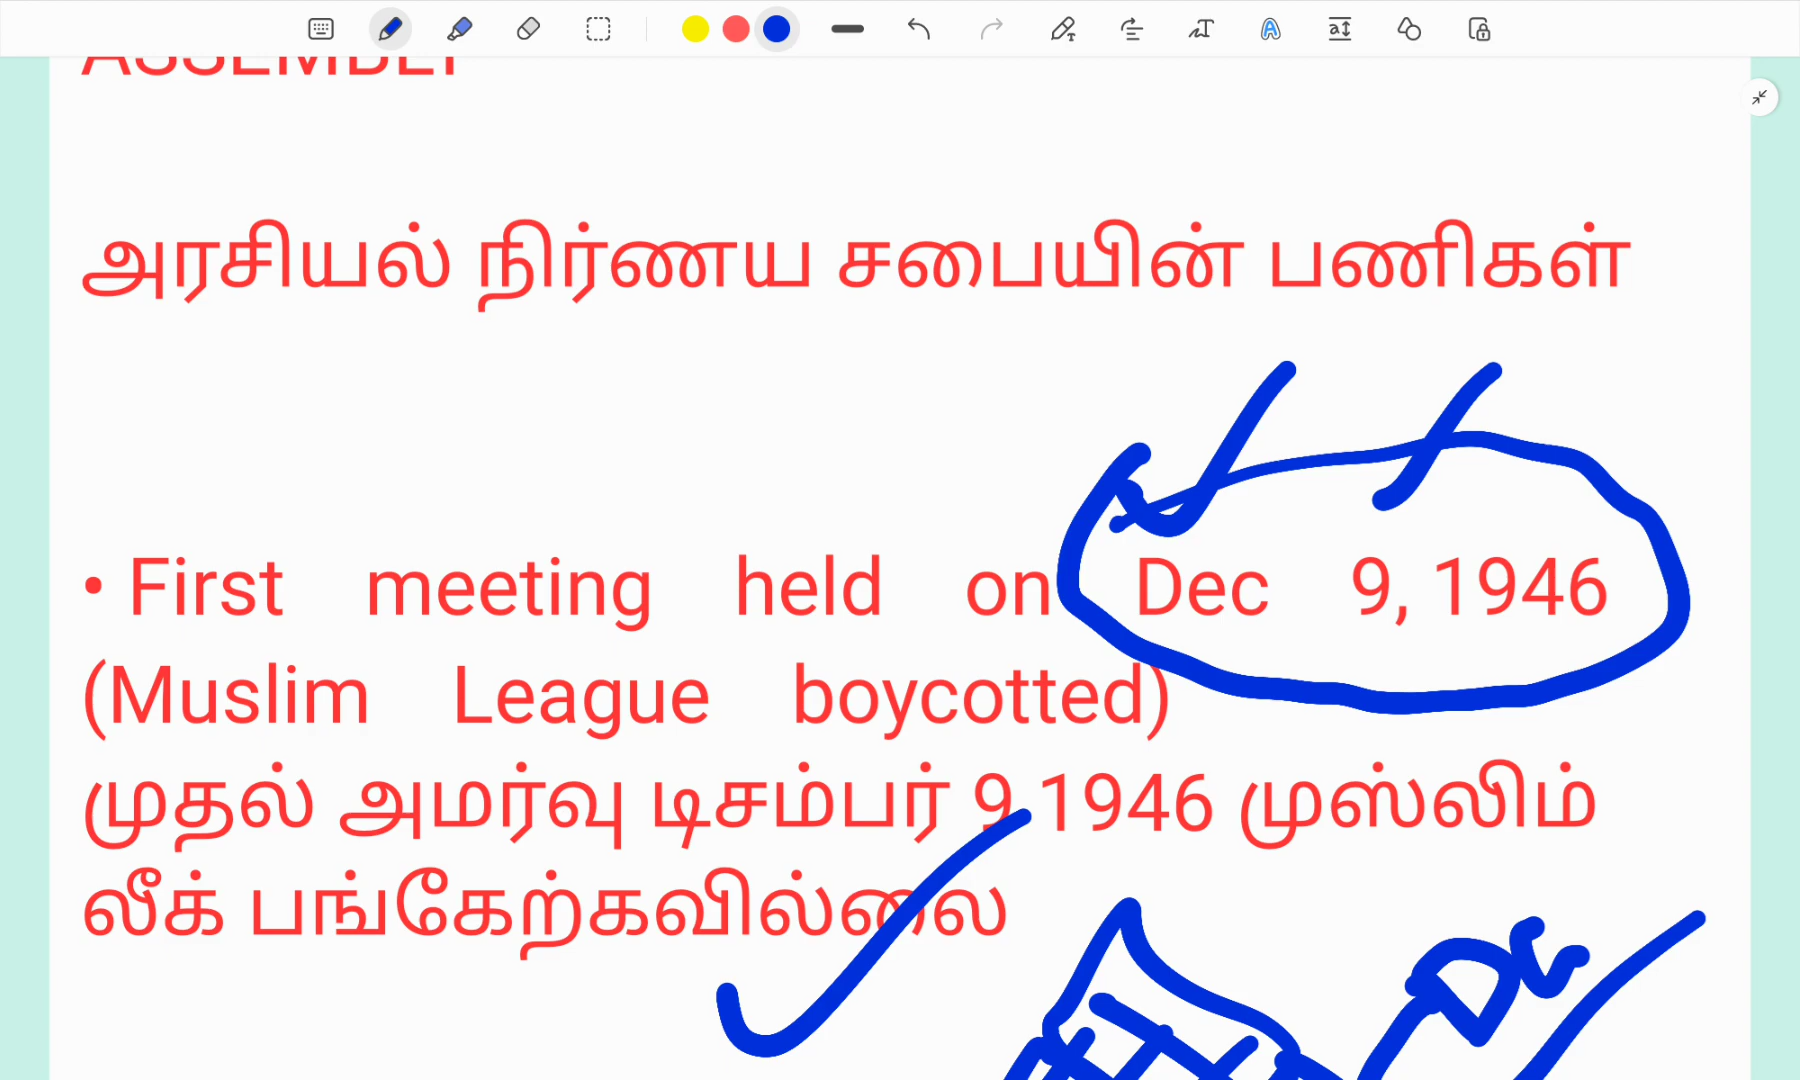 ASSEMBLY
அரசியல் நிர்ணய சபையின் பணிகள்
• First meeting held on Dec 9, 1946
(Muslim League boycotted)
முதல் அமர்வு டிசம்பர் 9 1946 முஸ்லிம்
லீக் பங்கேற்கவில்லை